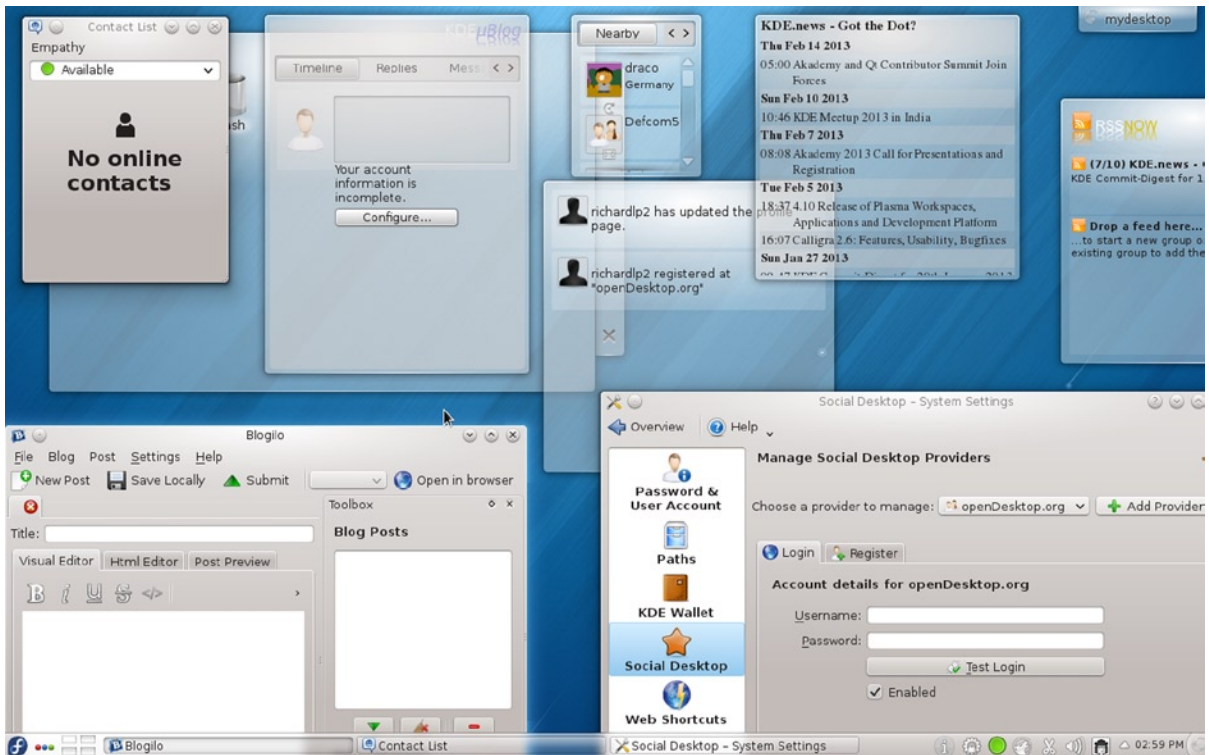 Contact List
Empathy
Available
No online
contacts
KDE µBlog
Timeline
Replies
Your account
information is
incomplete.
Configure...
Nearby
draco
Germany
Defcom5
richardlp2 has updated the profile
page.
richardlp2 registered at
"openDesktop.org"
KDE.news - Got the Dot?
Thu Feb 14 2013
05:00 Akademy and Qt Contributor Summit Join
Forces
Sun Feb 10 2013
10:46 KDE Meetup 2013 in India
Thu Feb 7 2013
08:08 Akademy 2013 Call for Presentations and
Registration
Tue Feb 5 2013
18:37 4.10 Release of Plasma Workspaces,
Applications and Development Platform
16:07 Calligra 2.6: Features, Usability, Bugfixes
Sun Jan 27 2013
mydesktop
RSSNOW
(7/10) KDE.news -
KDE Commit-Digest for 1
Drop a feed here...
...to start a new group o
existing group to add the
Blogilo
File Blog Post Settings Help
New Post Save Locally Submit Open in browser
Toolbox
Title:
Blog Posts
Visual Editor Html Editor Post Preview
B i U S </>
Social Desktop – System Settings
Overview Help
Password &
User Account
Paths
KDE Wallet
Social Desktop
Web Shortcuts
Manage Social Desktop Providers
Choose a provider to manage: openDesktop.org Add Provider
Login Register
Account details for openDesktop.org
Username:
Password:
Test Login
Enabled
Blogilo Contact List Social Desktop – System Settings 02:59 PM